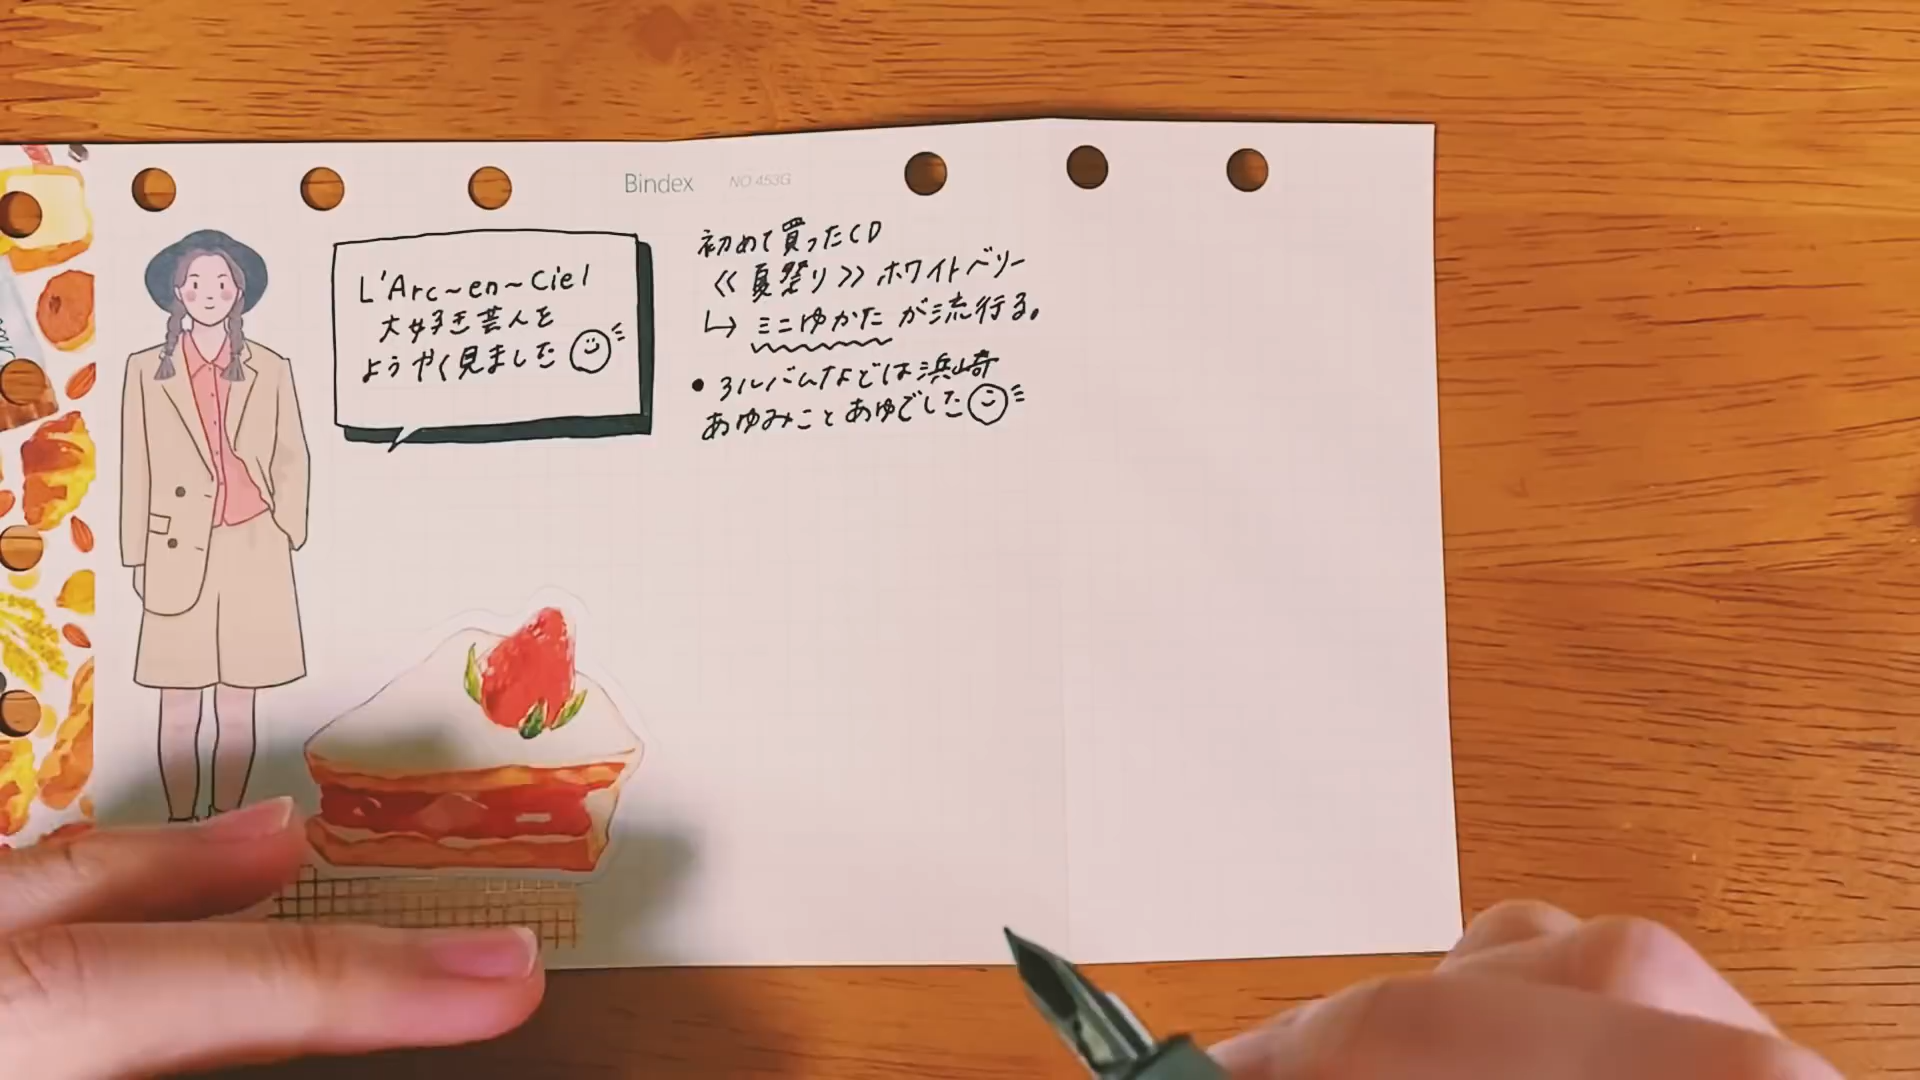 Bindex
NO 453G
L'Arc~en~Ciel
大好き芸人を
ようやく見ました
初めて買ったCD
《夏祭り》ホワイトベリー
↳ ミニゆかた が流行る。
• アルバムなどは浜崎
あゆみことあゆでした